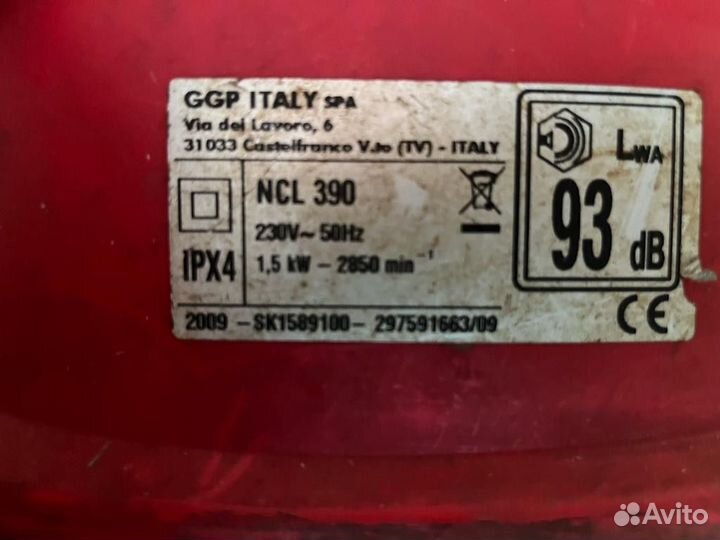 GGP ITALY SPA
Via del Lavoro, 6
31033 Castelfranco V.to (TV) - ITALY
NCL 390
230V~ 50Hz
IPX4
1,5 kW - 2850 min⁻¹
2009 - SK1589100 - 297591663/09
LWA
93 dB
CE
Avito